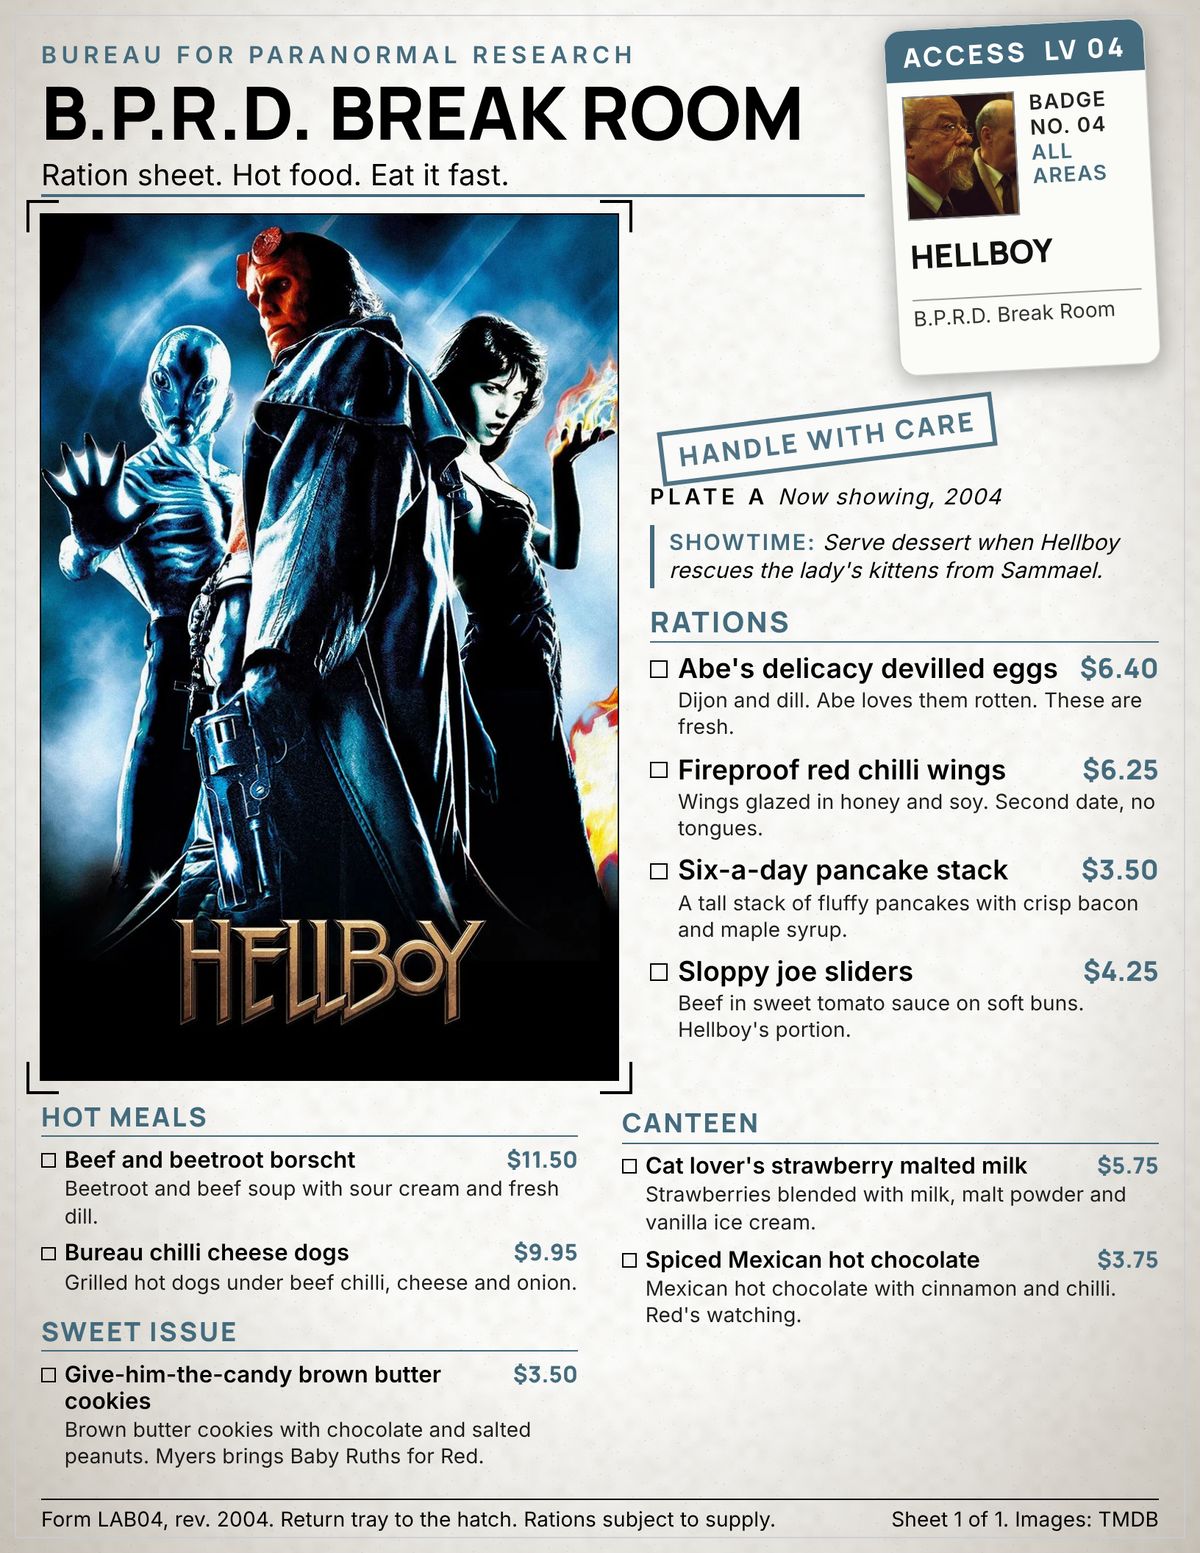 BUREAU FOR PARANORMAL RESEARCH
B.P.R.D. BREAK ROOM
Ration sheet. Hot food. Eat it fast.
ACCESS LV 04
BADGE
NO. 04
ALL
AREAS
HELLBOY
B.P.R.D. Break Room
HELLBOY
HANDLE WITH CARE
PLATE A Now showing, 2004
SHOWTIME: Serve dessert when Hellboy
rescues the lady's kittens from Sammael.
RATIONS
Abe's delicacy devilled eggs $6.40
Dijon and dill. Abe loves them rotten. These are
fresh.
Fireproof red chilli wings $6.25
Wings glazed in honey and soy. Second date, no
tongues.
Six-a-day pancake stack $3.50
A tall stack of fluffy pancakes with crisp bacon
and maple syrup.
Sloppy joe sliders $4.25
Beef in sweet tomato sauce on soft buns.
Hellboy's portion.
HOT MEALS
Beef and beetroot borscht $11.50
Beetroot and beef soup with sour cream and fresh
dill.
Bureau chilli cheese dogs $9.95
Grilled hot dogs under beef chilli, cheese and onion.
SWEET ISSUE
Give-him-the-candy brown butter $3.50
cookies
Brown butter cookies with chocolate and salted
peanuts. Myers brings Baby Ruths for Red.
CANTEEN
Cat lover's strawberry malted milk $5.75
Strawberries blended with milk, malt powder and
vanilla ice cream.
Spiced Mexican hot chocolate $3.75
Mexican hot chocolate with cinnamon and chilli.
Red's watching.
Form LAB04, rev. 2004. Return tray to the hatch. Rations subject to supply.
Sheet 1 of 1. Images: TMDB